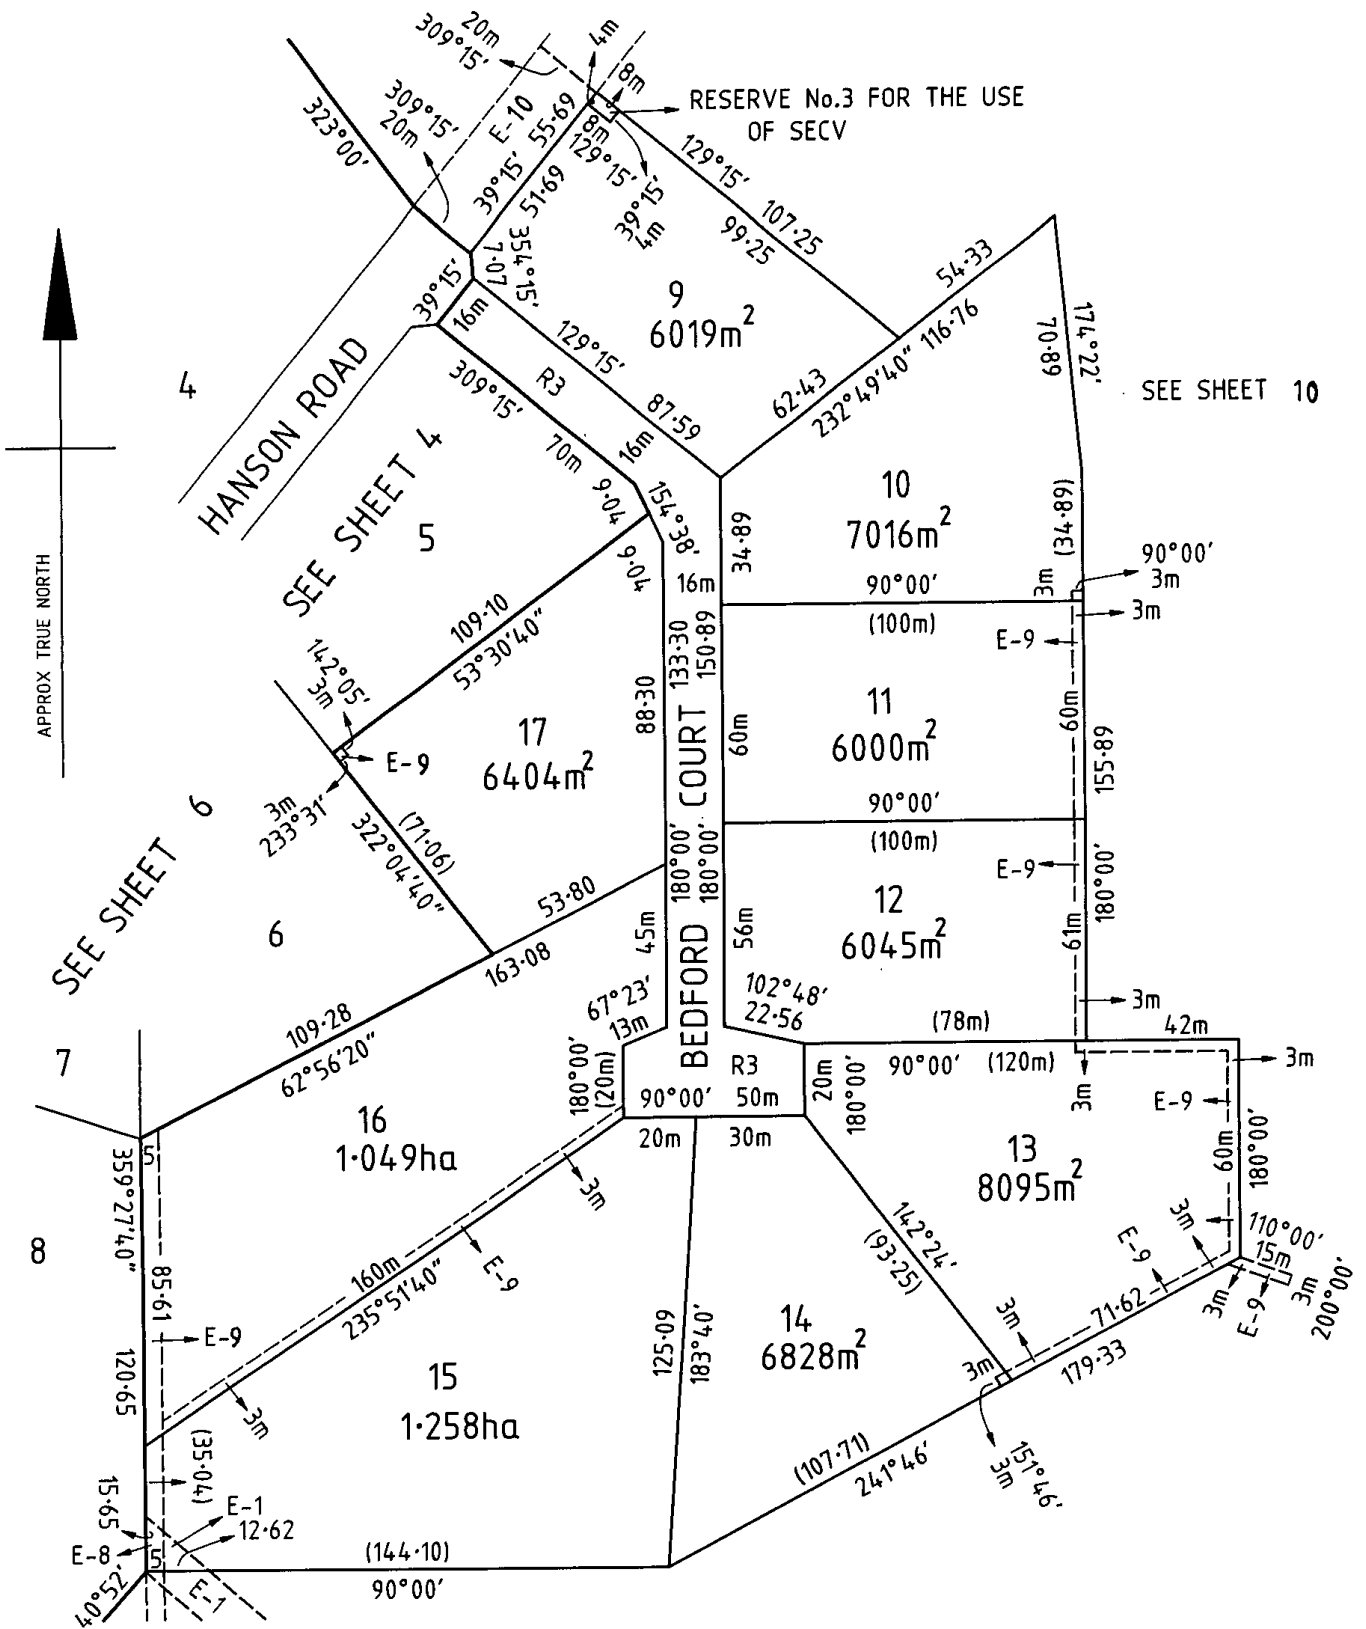 20m
309°15'
4m
8m
RESERVE No.3 FOR THE USE
OF SECV
323°00'
309°15'
20m
E-10
39°15' 55·69
51·69
8m
129°15'
39°15'
4m
129°15'
107·25
99·25
354°15'
7·07
39°15'
16m
9
6019m²
54·33
62·43
232°49'40" 116·76
174°22'
70·89
SEE SHEET 10
4
HANSON ROAD
129°15'
87·59
R3
309°15'
70m
16m
SEE SHEET 4
5
9·04
154°38'
9·04
10
7016m²
(34·89)
34·89
16m
90°00'
(100m)
3m
90°00'
3m
3m
E-9
APPROX TRUE NORTH
109·10
53°30'40"
142°05'
3m
E-9
3m
233°31'
(71·06)
322°04'40"
17
6404m²
88·30
133·30
150·89
60m
11
6000m²
60m
155·89
90°00'
(100m)
E-9
BEDFORD COURT
180°00'
180°00'
180°00'
SEE SHEET 6
6
53·80
163·08
45m
56m
12
6045m²
61m
3m
67°23'
13m
102°48'
22·56
(78m)
42m
90°00' (120m)
3m
3m
E-9
7
109·28
62°56'20"
180°00'
(20m)
R3
90°00' 50m
20m
180°00'
20m
30m
16
1·049ha
5
359°27'40"
120·65
85·61
E-9
8
3m
E-9
160m
235°51'40"
3m
13
8095m²
60m
180°00'
3m
110°00'
15m
3m
200°00'
3m
E-9
E-9
142°24'
(93·25)
71·62
179·33
3m
3m
151°46'
3m
14
6828m²
125·09
183°40'
15
1·258ha
(107·71)
241°46'
(35·04)
15·65
E-1
12·62
E-8
5
E-1
40°52'
(144·10)
90°00'